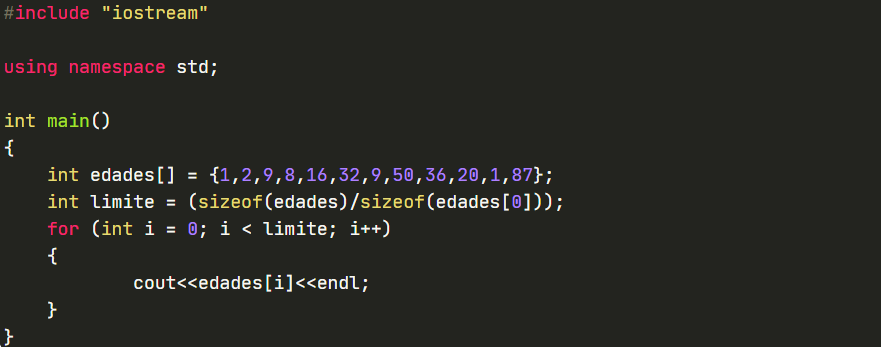 #include "iostream"
using namespace std;
int main()
{
int edades[] = {1,2,9,8,16,32,9,50,36,20,1,87};
int limite = (sizeof(edades)/sizeof(edades[0]));
for (int i = 0; i < limite; i++)
{
cout<<edades[i]<<endl;
}
}